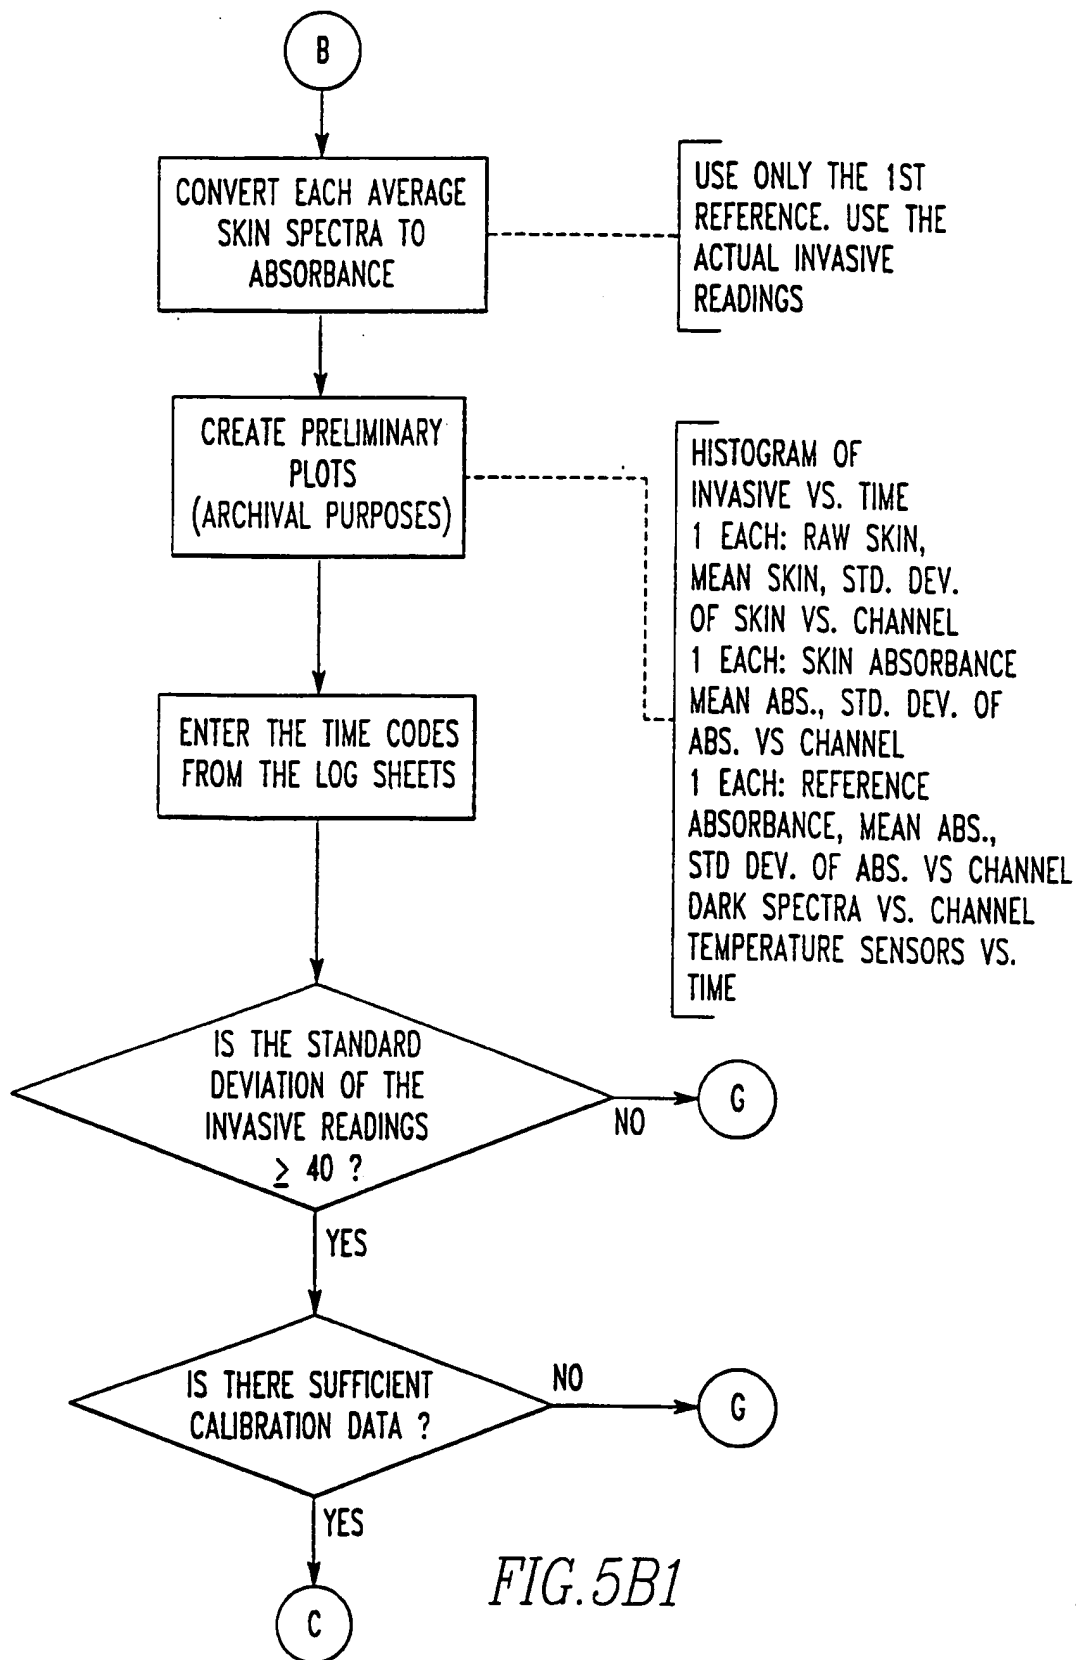 B
CONVERT EACH AVERAGE
SKIN SPECTRA TO
ABSORBANCE
USE ONLY THE 1ST
REFERENCE. USE THE
ACTUAL INVASIVE
READINGS
CREATE PRELIMINARY
PLOTS
(ARCHIVAL PURPOSES)
HISTOGRAM OF
INVASIVE VS. TIME
1 EACH: RAW SKIN,
MEAN SKIN, STD. DEV.
OF SKIN VS. CHANNEL
1 EACH: SKIN ABSORBANCE
MEAN ABS., STD. DEV. OF
ABS. VS CHANNEL
1 EACH: REFERENCE
ABSORBANCE, MEAN ABS.,
STD DEV. OF ABS. VS CHANNEL
DARK SPECTRA VS. CHANNEL
TEMPERATURE SENSORS VS.
TIME
ENTER THE TIME CODES
FROM THE LOG SHEETS
IS THE STANDARD
DEVIATION OF THE
INVASIVE READINGS
≥ 40 ?
NO
G
YES
IS THERE SUFFICIENT
CALIBRATION DATA ?
NO
G
YES
C
FIG.5B1